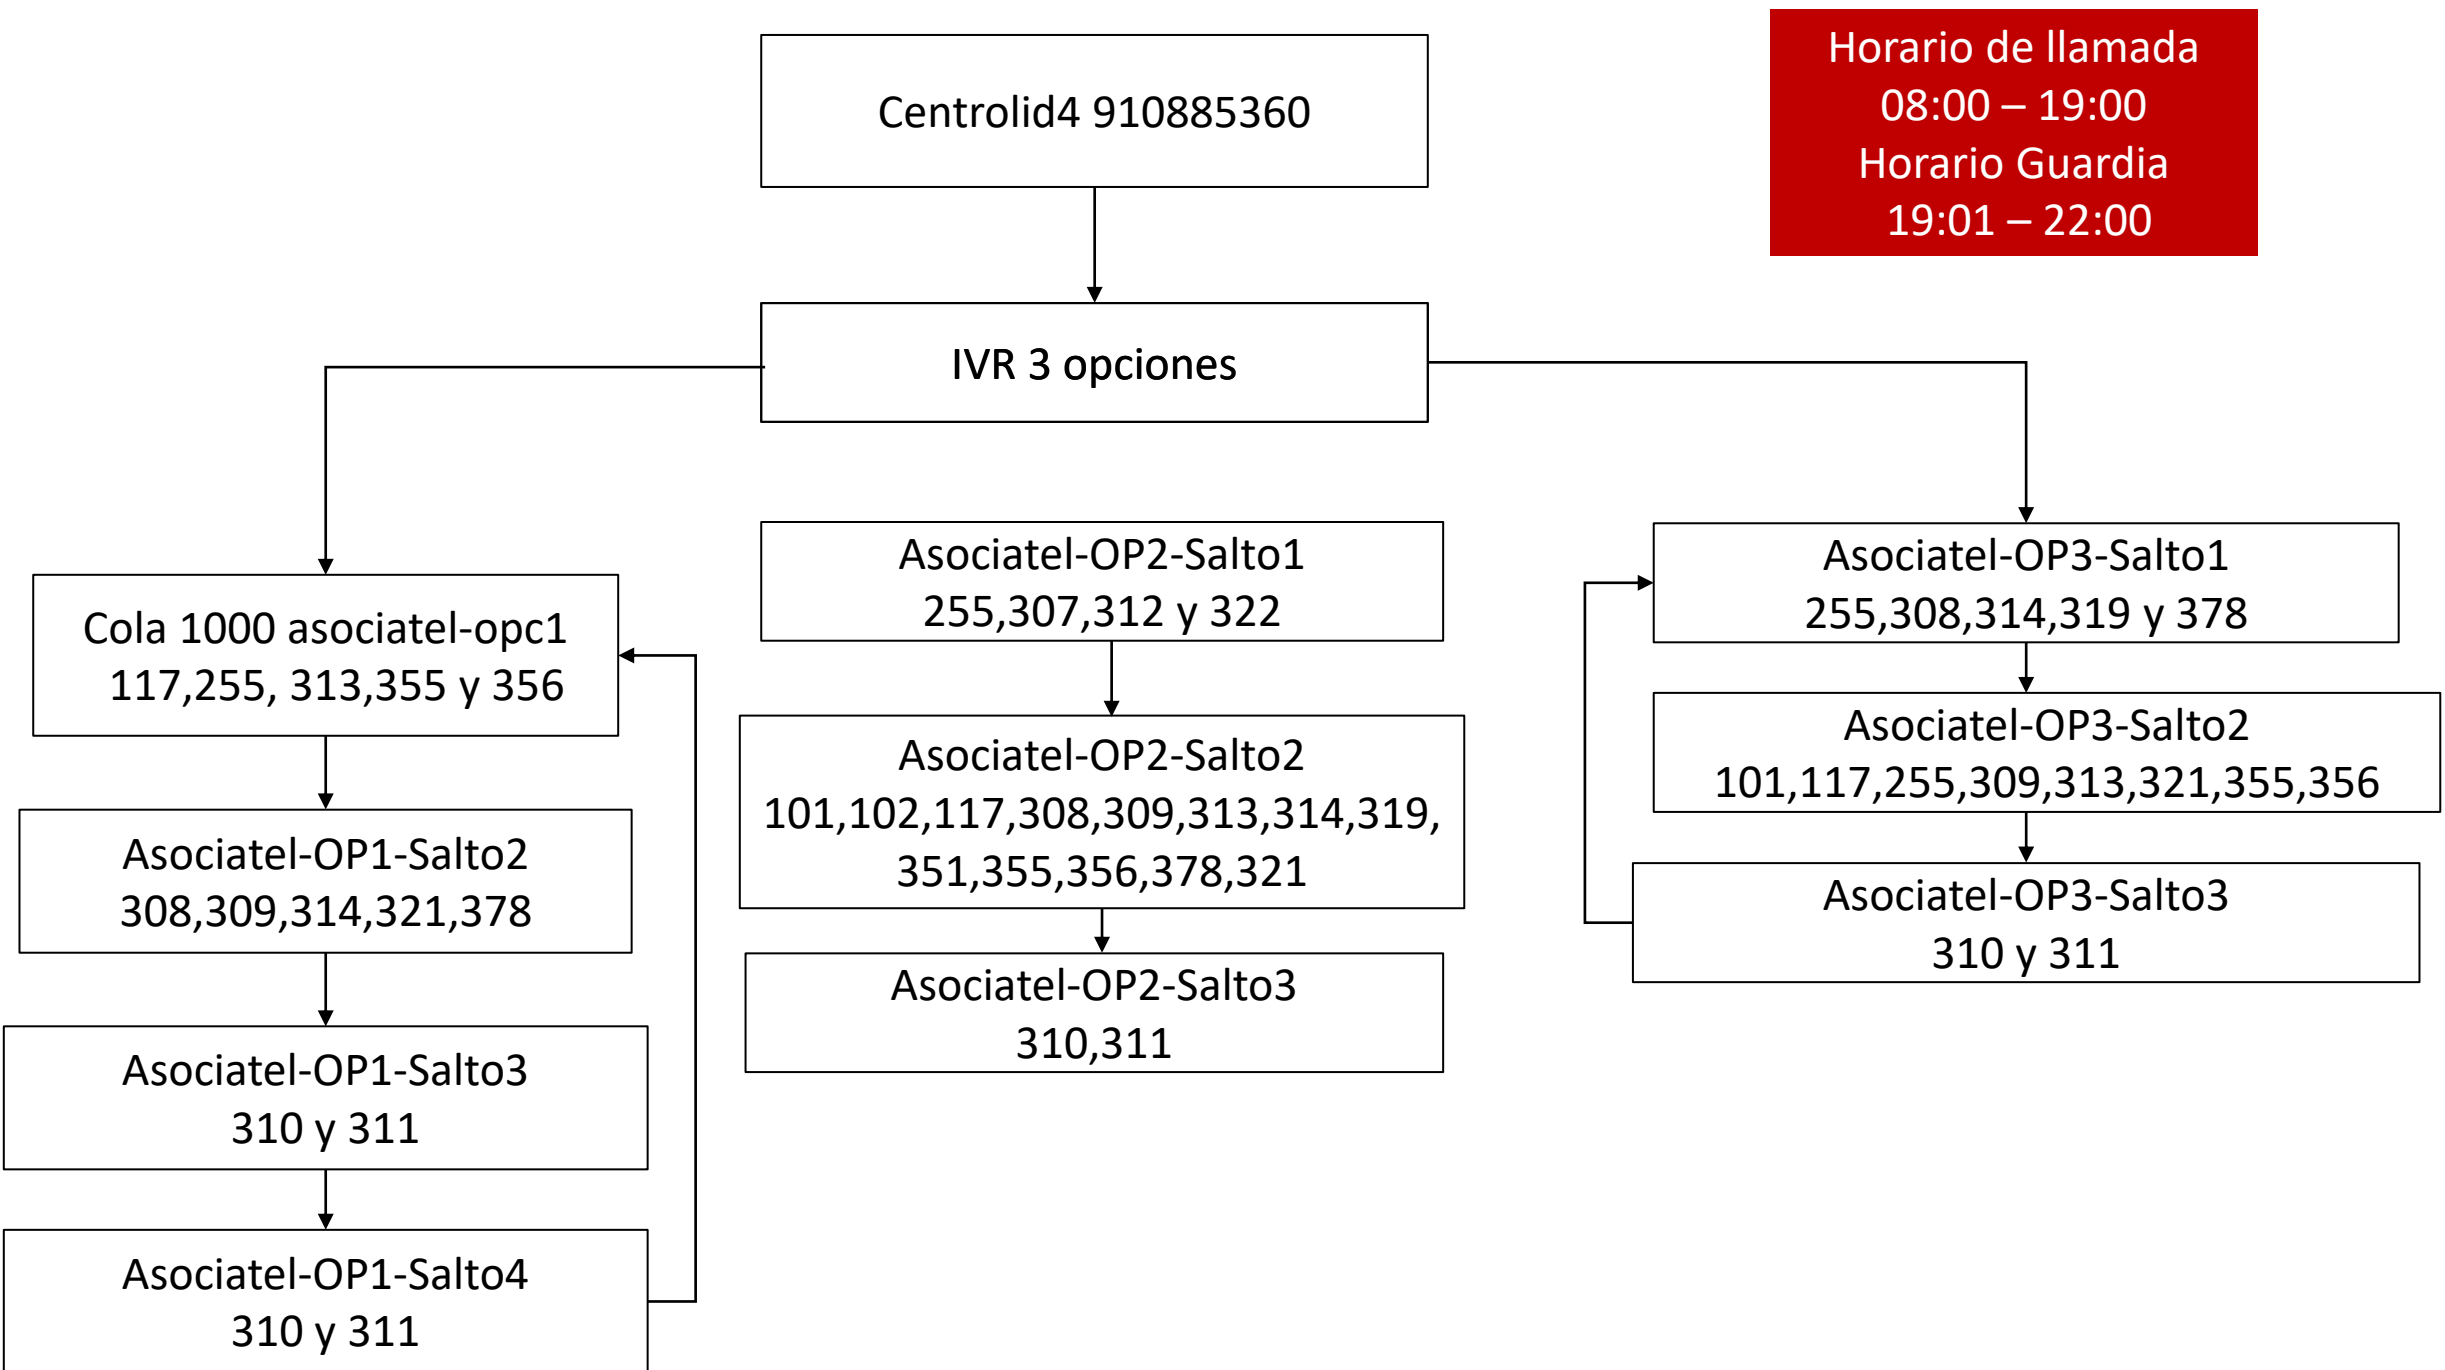 Centrolid4 910885360
Horario de llamada
08:00 – 19:00
Horario Guardia
19:01 – 22:00
IVR 3 opciones
Cola 1000 asociatel-opc1
117,255, 313,355 y 356
Asociatel-OP1-Salto2
308,309,314,321,378
Asociatel-OP1-Salto3
310 y 311
Asociatel-OP1-Salto4
310 y 311
Asociatel-OP2-Salto1
255,307,312 y 322
Asociatel-OP2-Salto2
101,102,117,308,309,313,314,319,
351,355,356,378,321
Asociatel-OP2-Salto3
310,311
Asociatel-OP3-Salto1
255,308,314,319 y 378
Asociatel-OP3-Salto2
101,117,255,309,313,321,355,356
Asociatel-OP3-Salto3
310 y 311